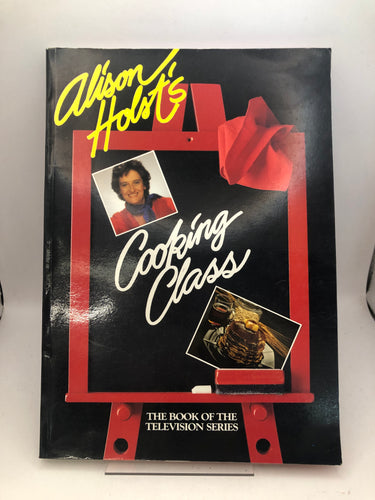 Alison
Holst's
Cooking
Class
THE BOOK OF THE
TELEVISION SERIES